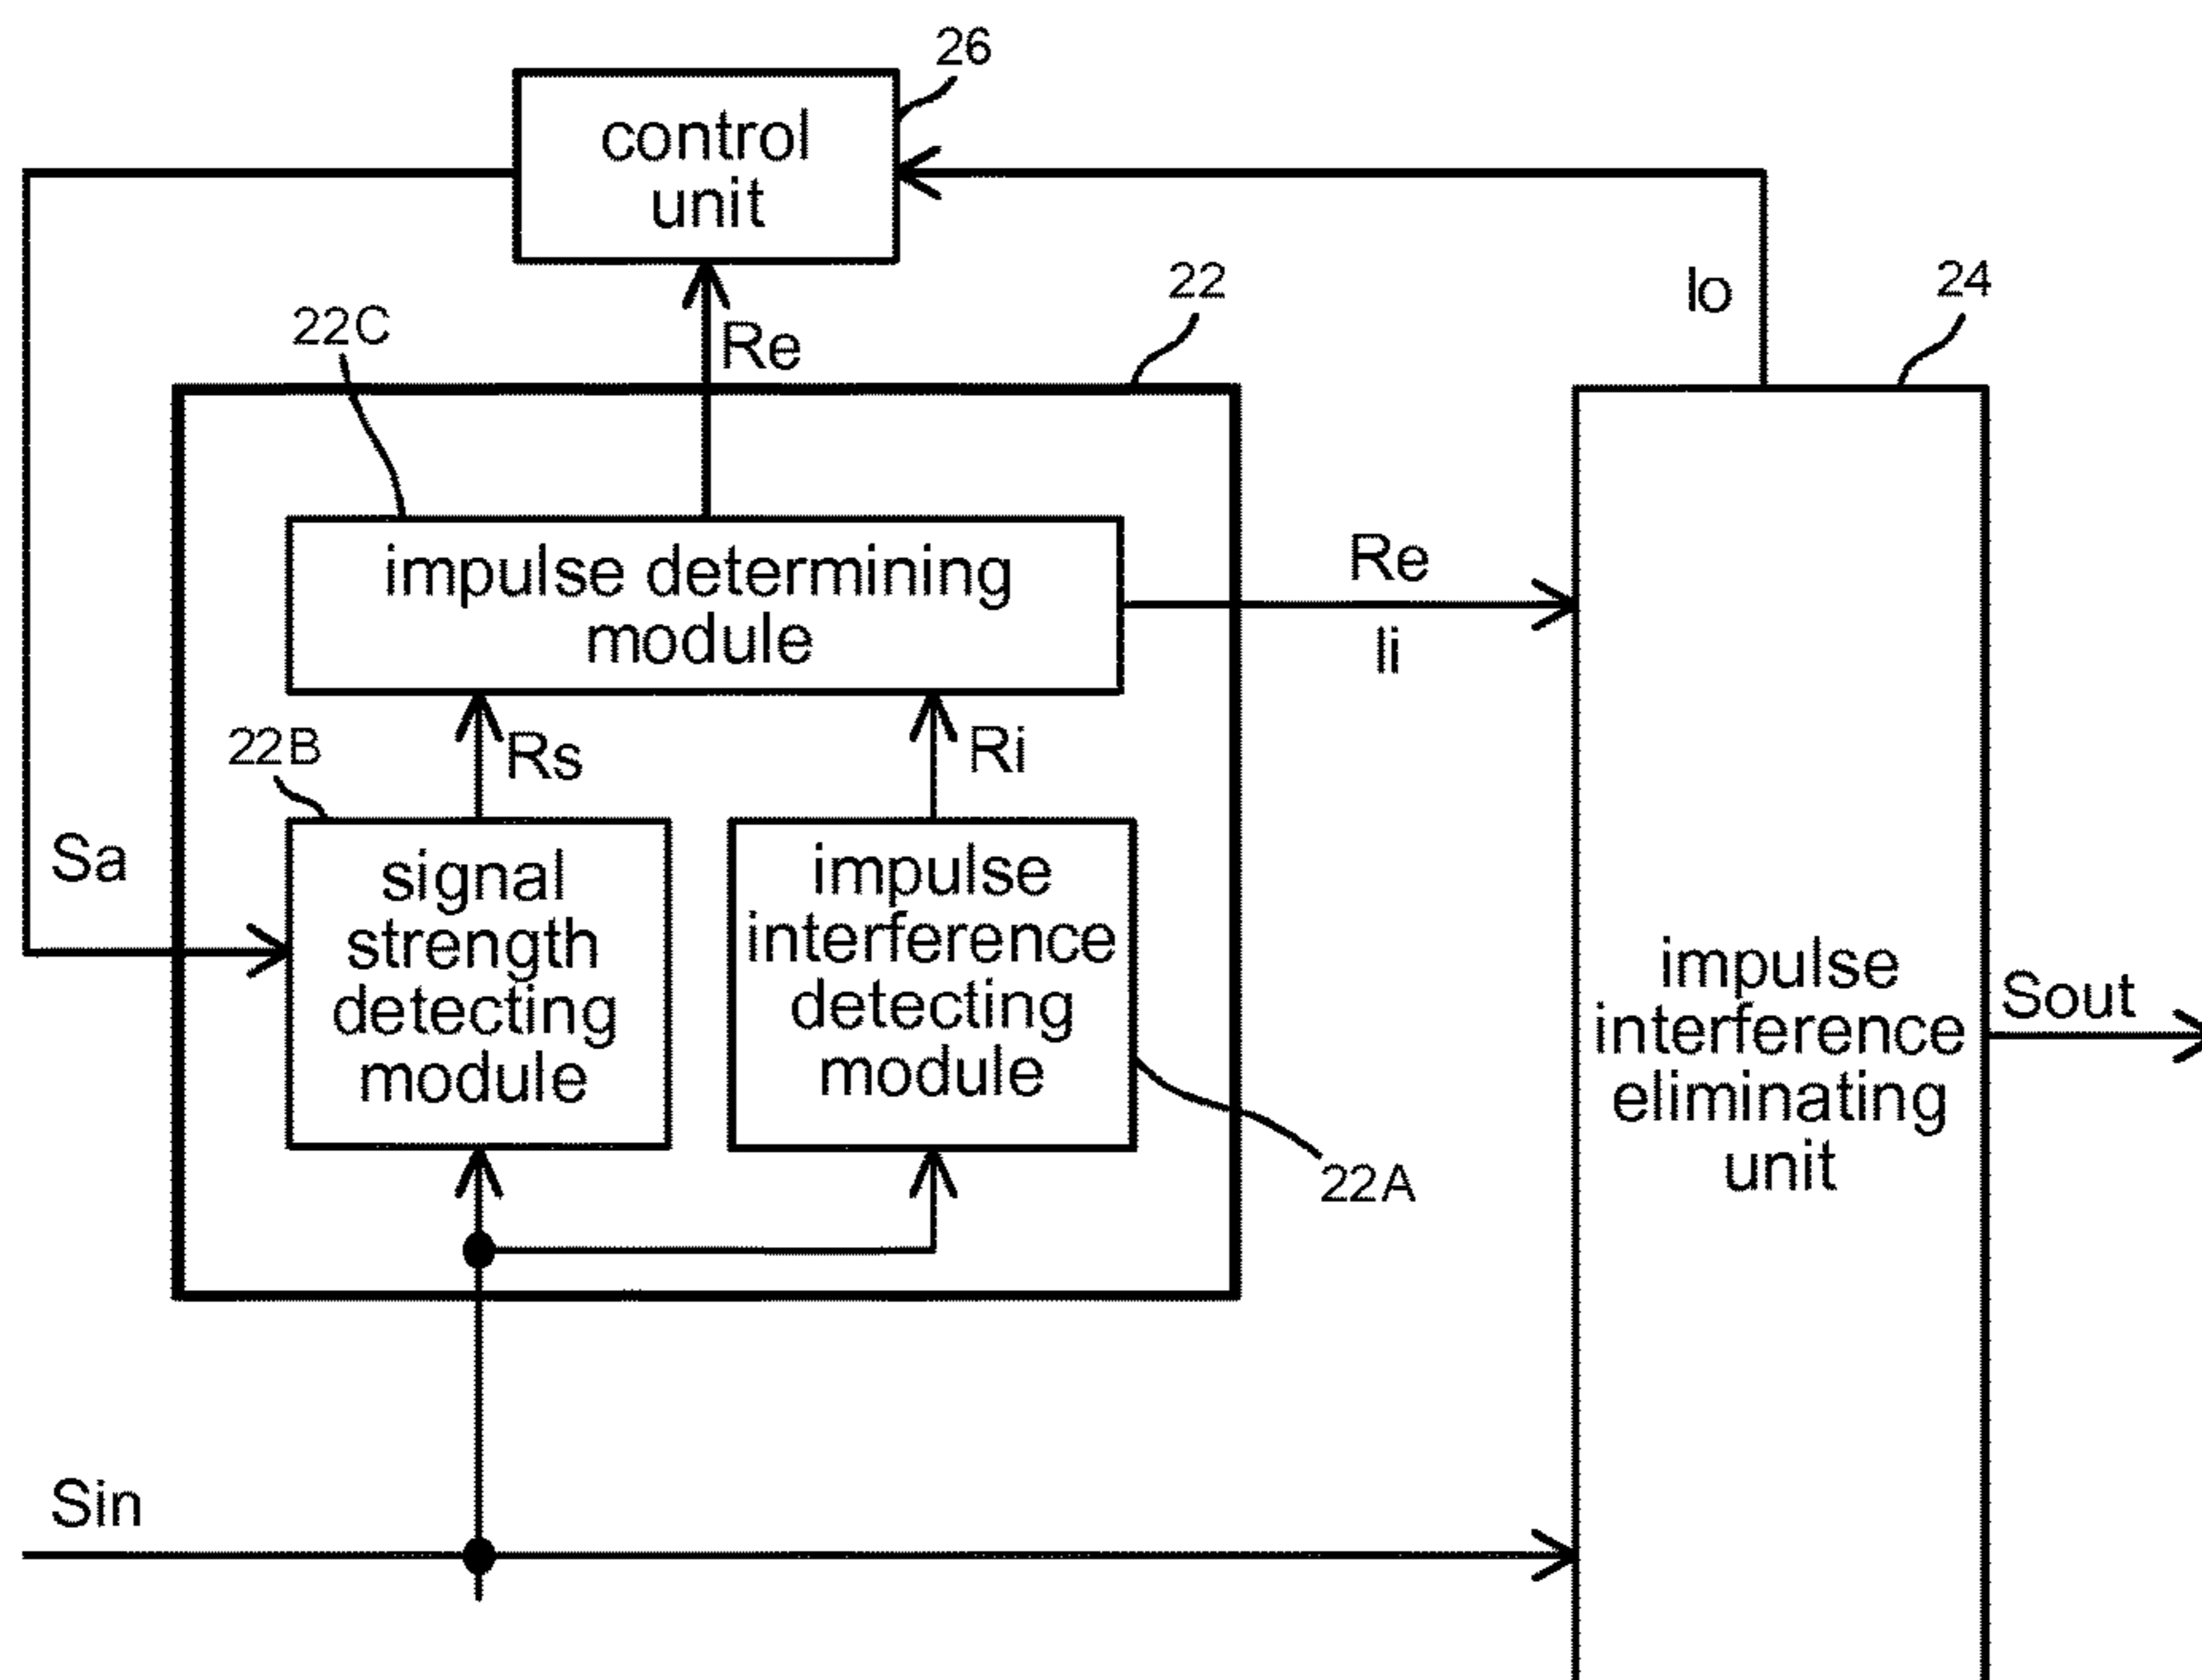 26
control
unit
22
Io
24
22C
Re
impulse determining
module
Re
Ii
22B
Rs
Ri
Sa
signal
strength
detecting
module
impulse
interference
detecting
module
impulse
interference
eliminating
unit
Sout
22A
Sin